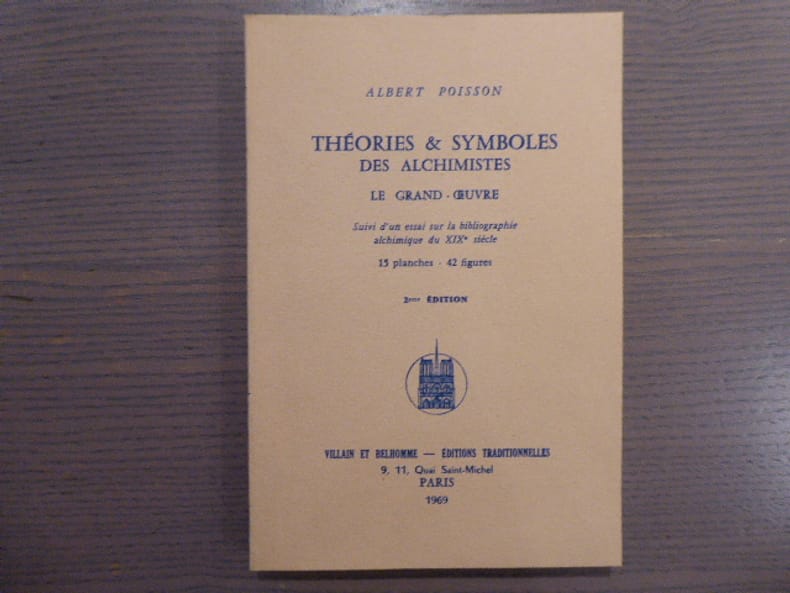 ALBERT POISSON
THÉORIES & SYMBOLES
DES ALCHIMISTES
LE GRAND-ŒUVRE
Suivi d'un essai sur la bibliographie
alchimique du XIXᵉ siècle
15 planches - 42 figures
2ᵐᵉ ÉDITION
VILLAIN ET BELHOMME — ÉDITIONS TRADITIONNELLES
9, 11, Quai Saint-Michel
PARIS
1969